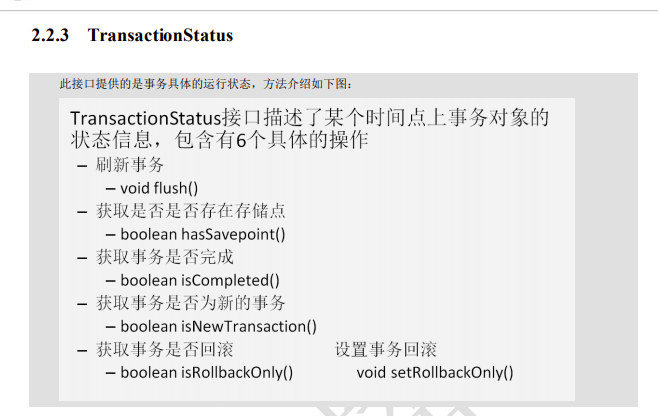 2.2.3 TransactionStatus
此接口提供的是事务具体的运行状态，方法介绍如下图：
TransactionStatus接口描述了某个时间点上事务对象的
状态信息，包含有6个具体的操作
– 刷新事务
– void flush()
– 获取是否是否存在存储点
– boolean hasSavepoint()
– 获取事务是否完成
– boolean isCompleted()
– 获取事务是否为新的事务
– boolean isNewTransaction()
– 获取事务是否回滚 设置事务回滚
– boolean isRollbackOnly() void setRollbackOnly()